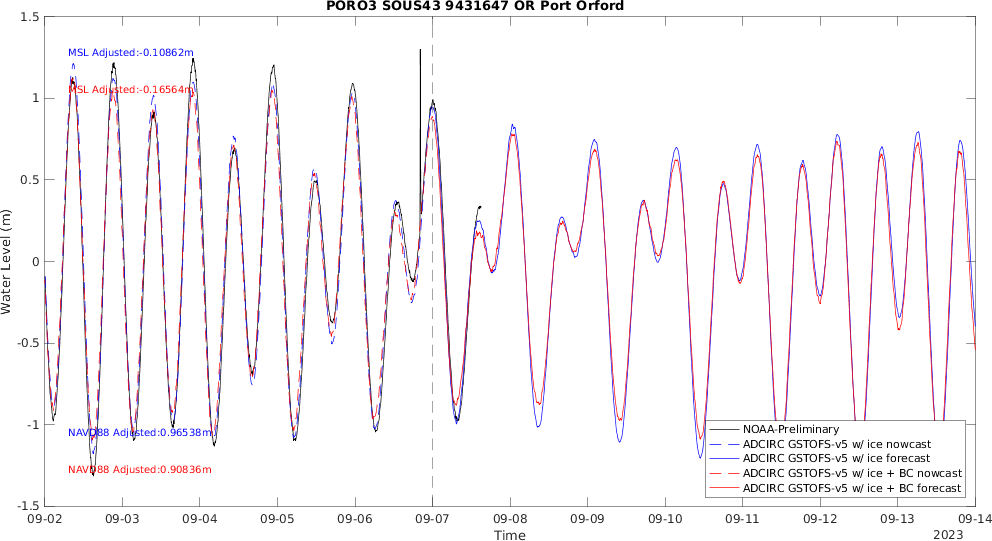 PORO3 SOUS43 9431647 OR Port Orford
1.5
MSL Adjusted:-0.10862m
MSL Adjusted:-0.16564m
1
0.5
Water Level (m)
0
-0.5
-1
NAVD88 Adjusted:0.96538m
NAVD88 Adjusted:0.90836m
-1.5
NOAA-Preliminary
ADCIRC GSTOFS-v5 w/ ice nowcast
ADCIRC GSTOFS-v5 w/ ice forecast
ADCIRC GSTOFS-v5 w/ ice + BC nowcast
ADCIRC GSTOFS-v5 w/ ice + BC forecast
09-02 09-03 09-04 09-05 09-06 09-07 09-08 09-09 09-10 09-11 09-12 09-13 09-14
Time
2023